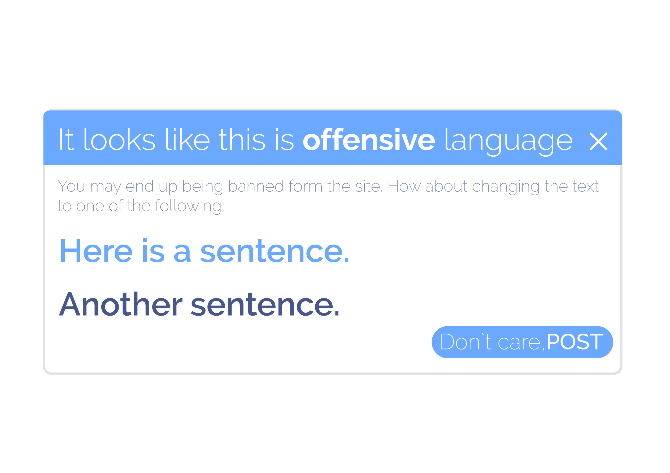 It looks like this is offensive language ×
You may end up being banned form the site. How about changing the text
to one of the following:
Here is a sentence.
Another sentence.
Don't care,POST